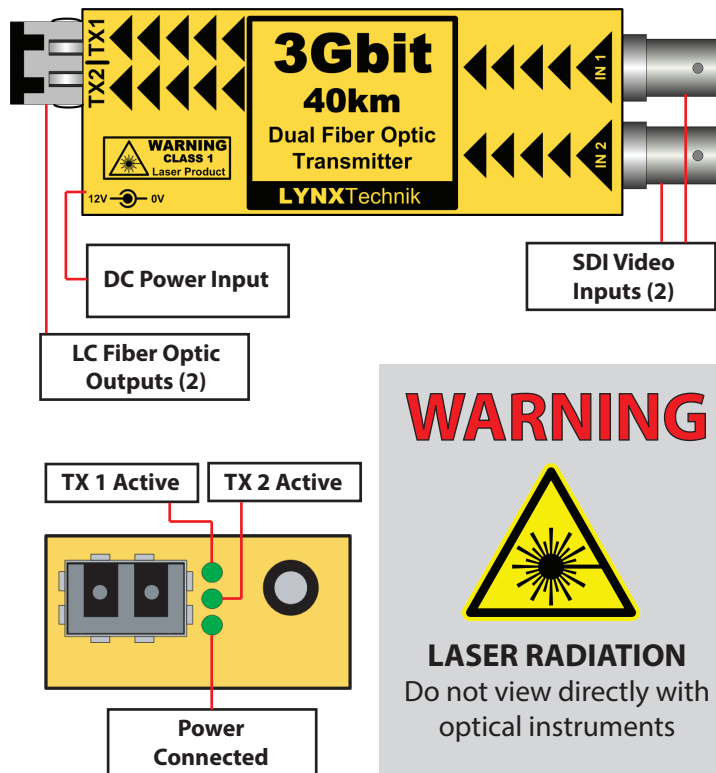 TX2|TX1
3Gbit
40km
Dual Fiber Optic
Transmitter
LYNXTechnik
IN 1
IN 2
WARNING
CLASS 1
Laser Product
12V 0V
DC Power Input
SDI Video
Inputs (2)
LC Fiber Optic
Outputs (2)
WARNING
LASER RADIATION
Do not view directly with
optical instruments
TX 1 Active
TX 2 Active
Power
Connected